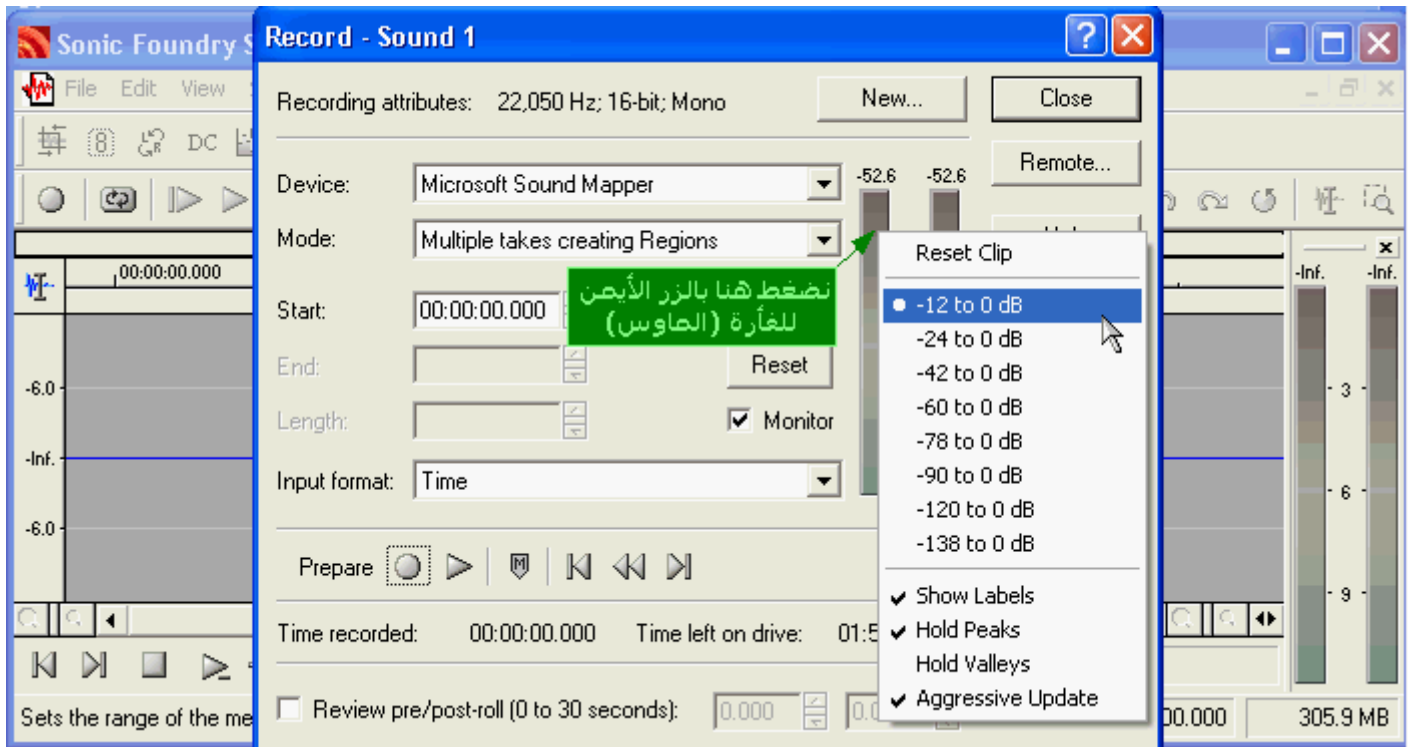 Sonic Foundry S
Record - Sound 1
File Edit View
Recording attributes: 22,050 Hz; 16-bit; Mono
New...
Close
DC
Device: Microsoft Sound Mapper
-52.6 -52.6
Remote...
Mode: Multiple takes creating Regions
00:00:00.000
Start: 00:00:00.000
نضغط هنا بالزر الأيمن
للفأرة (الماوس)
End:
Reset
Length:
Monitor
Input format: Time
Prepare
M
Time recorded: 00:00:00.000 Time left on drive: 01:5
Review pre/post-roll (0 to 30 seconds): 0.000 0.0
Reset Clip
-12 to 0 dB
-24 to 0 dB
-42 to 0 dB
-60 to 0 dB
-78 to 0 dB
-90 to 0 dB
-120 to 0 dB
-138 to 0 dB
Show Labels
Hold Peaks
Hold Valleys
Aggressive Update
-6.0
-Inf.
-6.0
-Inf. -Inf.
3
6
9
Sets the range of the me
00.000
305.9 MB